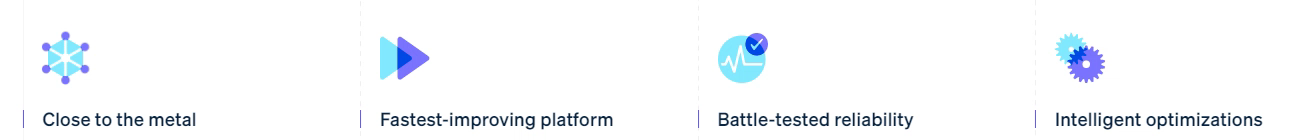 Close to the metal
Fastest-improving platform
Battle-tested reliability
Intelligent optimizations